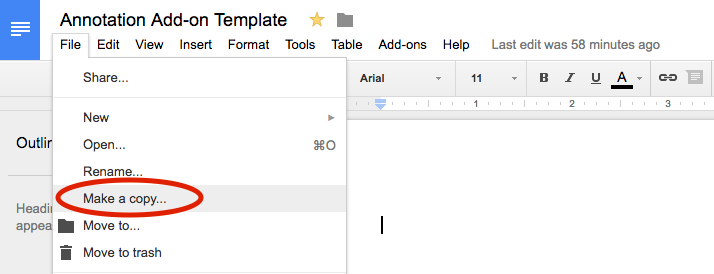 Annotation Add-on Template
File Edit View Insert Format Tools Table Add-ons Help Last edit was 58 minutes ago
Share...
Arial 11 B I U A
1 2 3
New
Open... ⌘O
Outlin
Rename...
Make a copy...
Headin
appea
Move to...
Move to trash